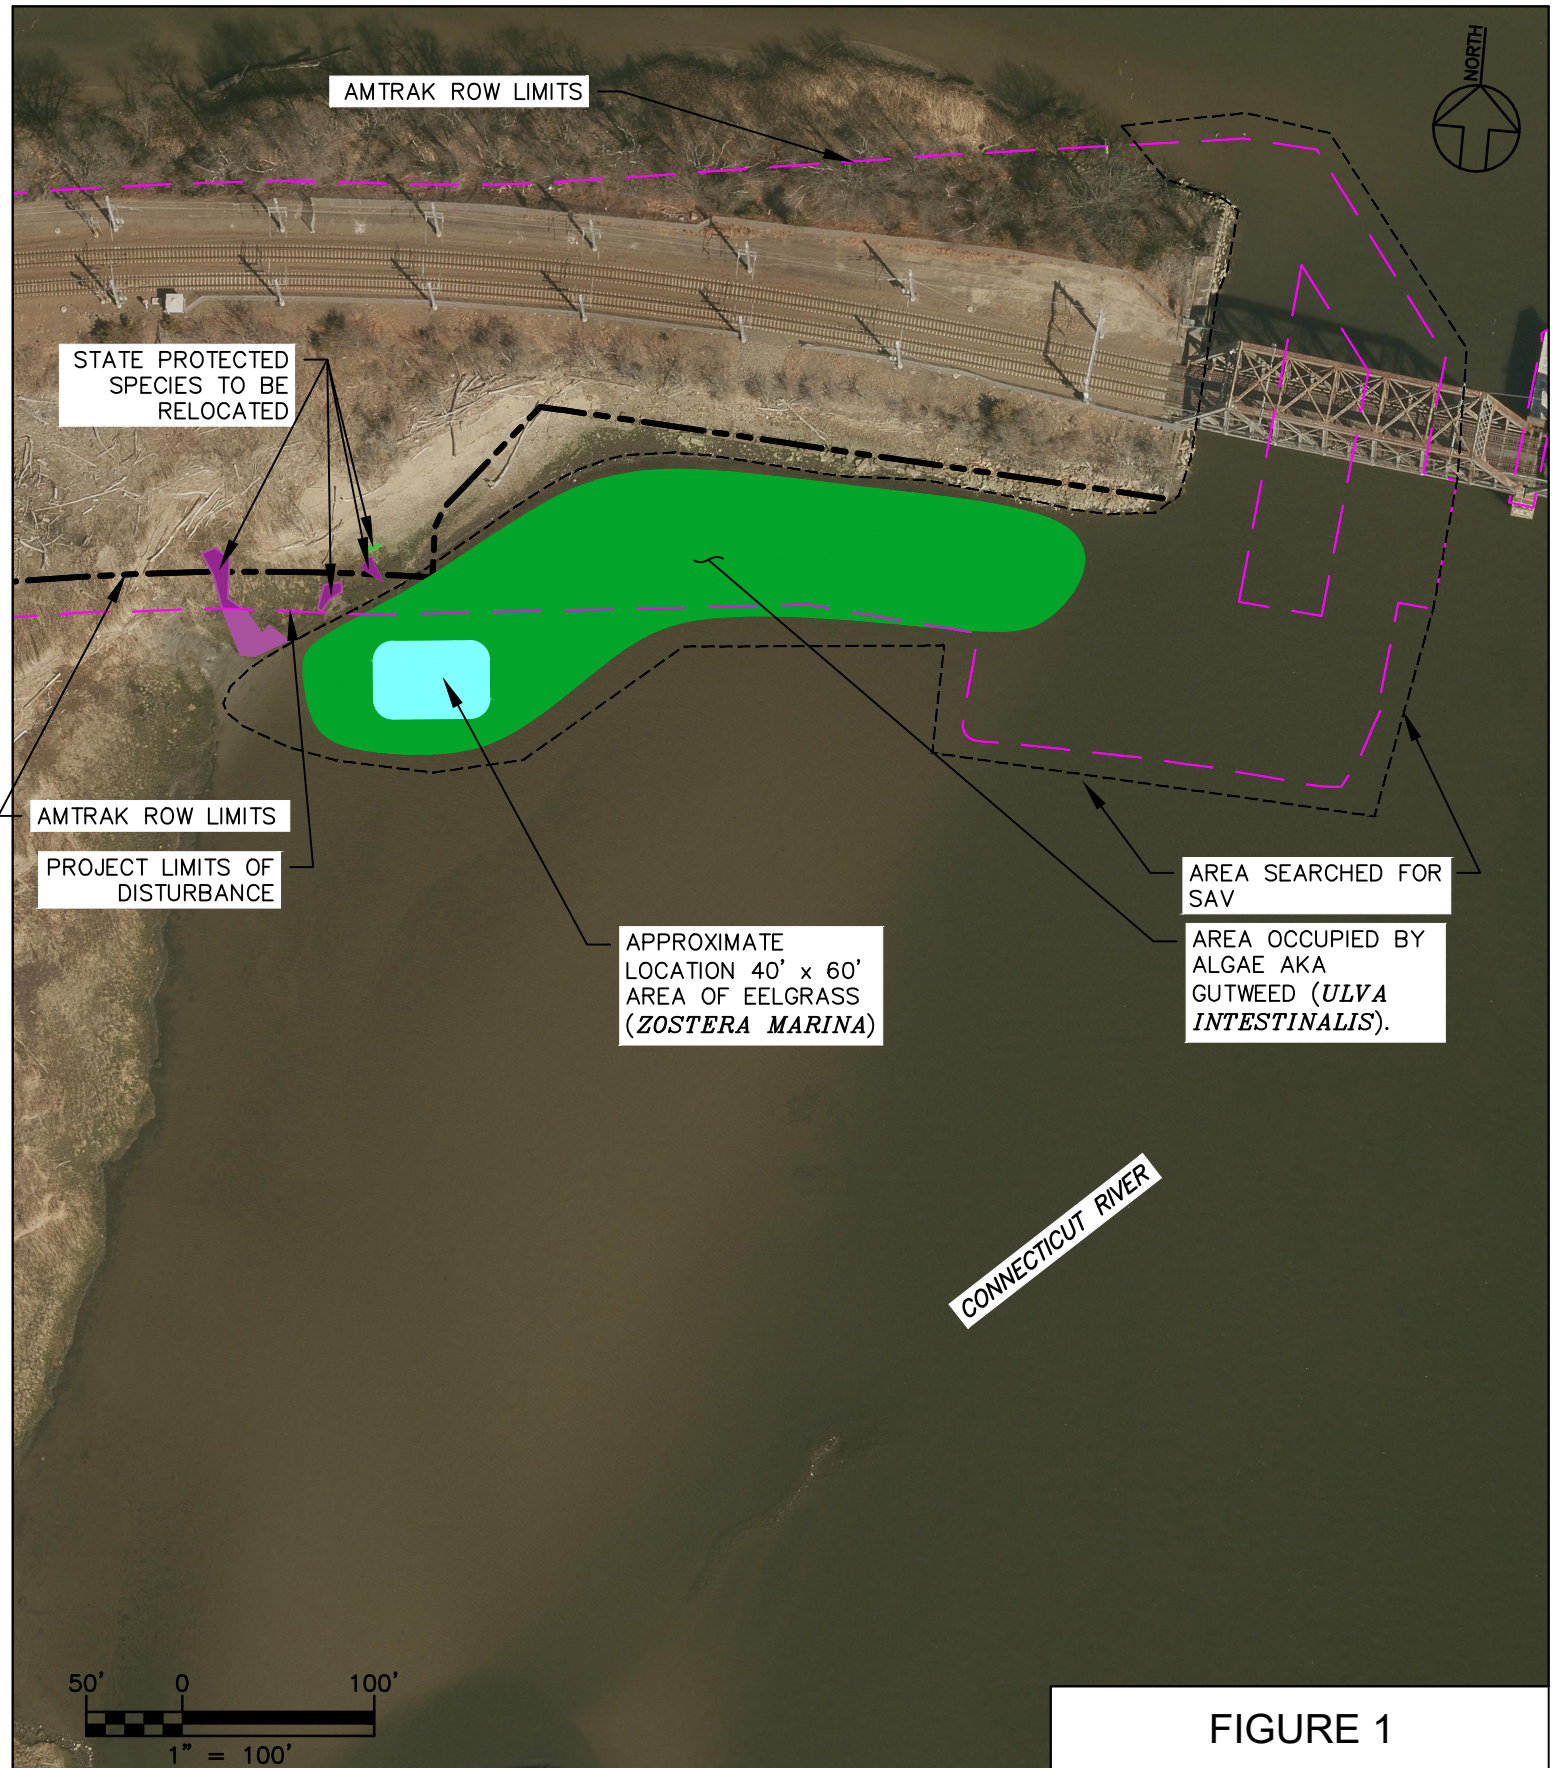 NORTH
AMTRAK ROW LIMITS
STATE PROTECTED
SPECIES TO BE
RELOCATED
AMTRAK ROW LIMITS
PROJECT LIMITS OF
DISTURBANCE
AREA SEARCHED FOR
SAV
APPROXIMATE
LOCATION 40' x 60'
AREA OF EELGRASS
(ZOSTERA MARINA)
AREA OCCUPIED BY
ALGAE AKA
GUTWEED (ULVA
INTESTINALIS).
CONNECTICUT RIVER
50' 0 100'
1" = 100'
FIGURE 1